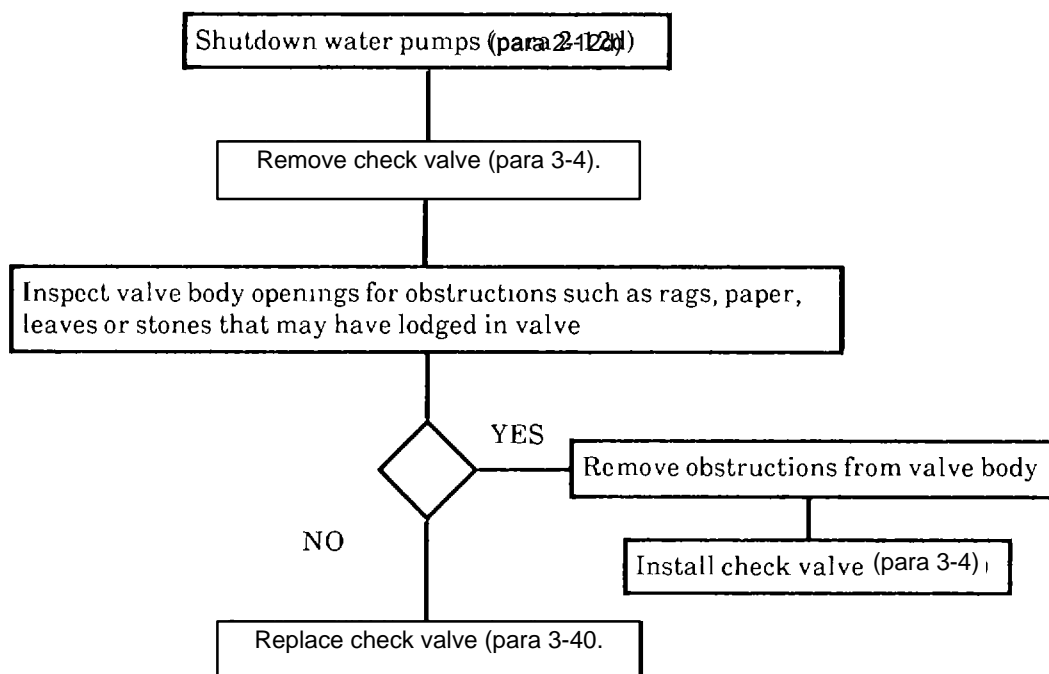 Shutdown water pumps (para 2-12d)
Remove check valve (para 3-4).
Inspect valve body openings for obstructions such as rags, paper,
leaves or stones that may have lodged in valve
YES
Remove obstructions from valve body
NO
Install check valve (para 3-4)
Replace check valve (para 3-40.